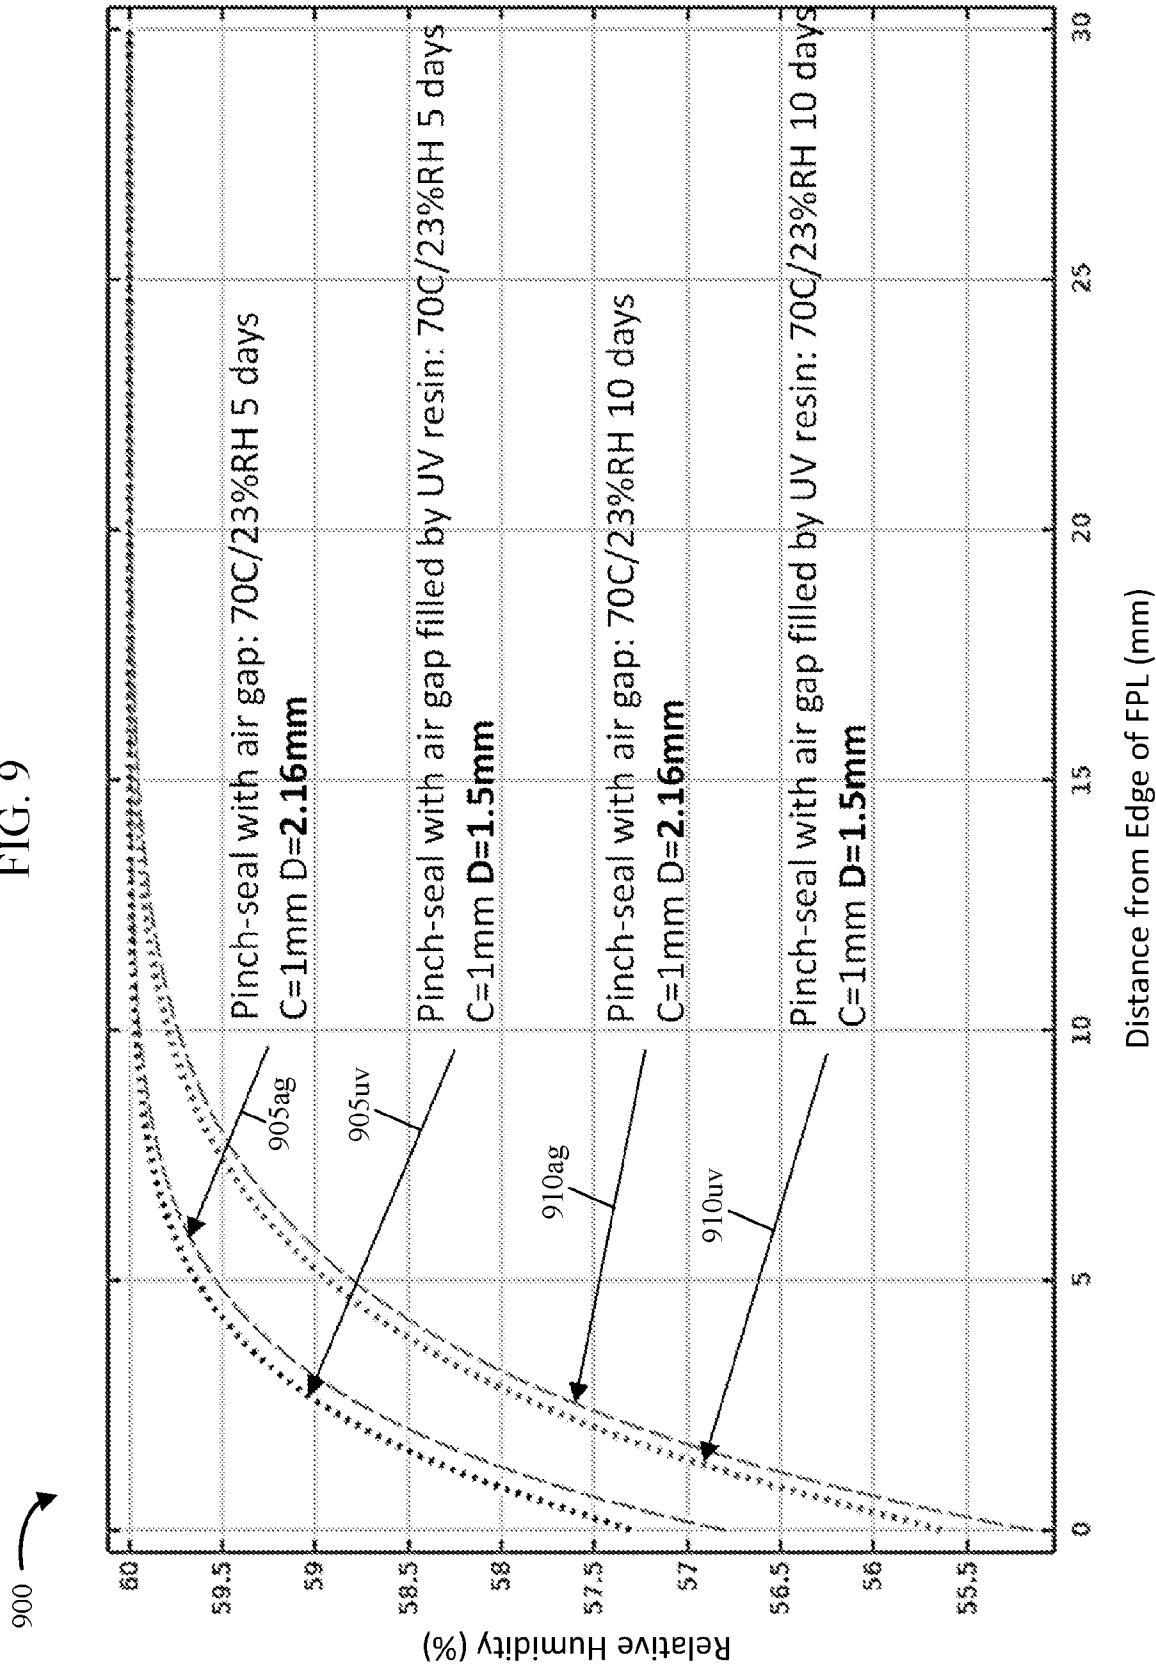 FIG. 9
900
Relative Humidity (%)
60
59.5
59
58.5
58
57.5
57
56.5
56
55.5
Pinch-seal with air gap: 70C/23%RH 5 days
C=1mm D=2.16mm
905ag
Pinch-seal with air gap filled by UV resin: 70C/23%RH 5 days
C=1mm D=1.5mm
905uv
Pinch-seal with air gap: 70C/23%RH 10 days
C=1mm D=2.16mm
910ag
Pinch-seal with air gap filled by UV resin: 70C/23%RH 10 days
C=1mm D=1.5mm
910uv
0
5
10
15
20
25
30
Distance from Edge of FPL (mm)